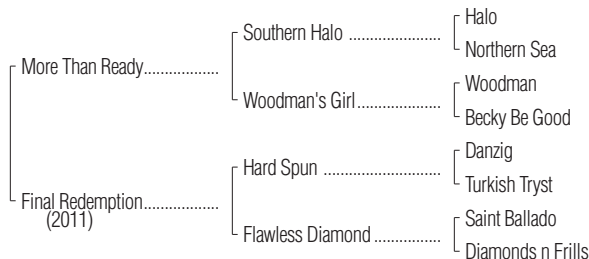 Halo
Southern Halo ....................
Northern Sea
More Than Ready.................
Woodman
Woodman's Girl..................
Becky Be Good
Danzig
Hard Spun .........................
Turkish Tryst
Final Redemption.................
(2011)
Saint Ballado
Flawless Diamond ...............
Diamonds n Frills